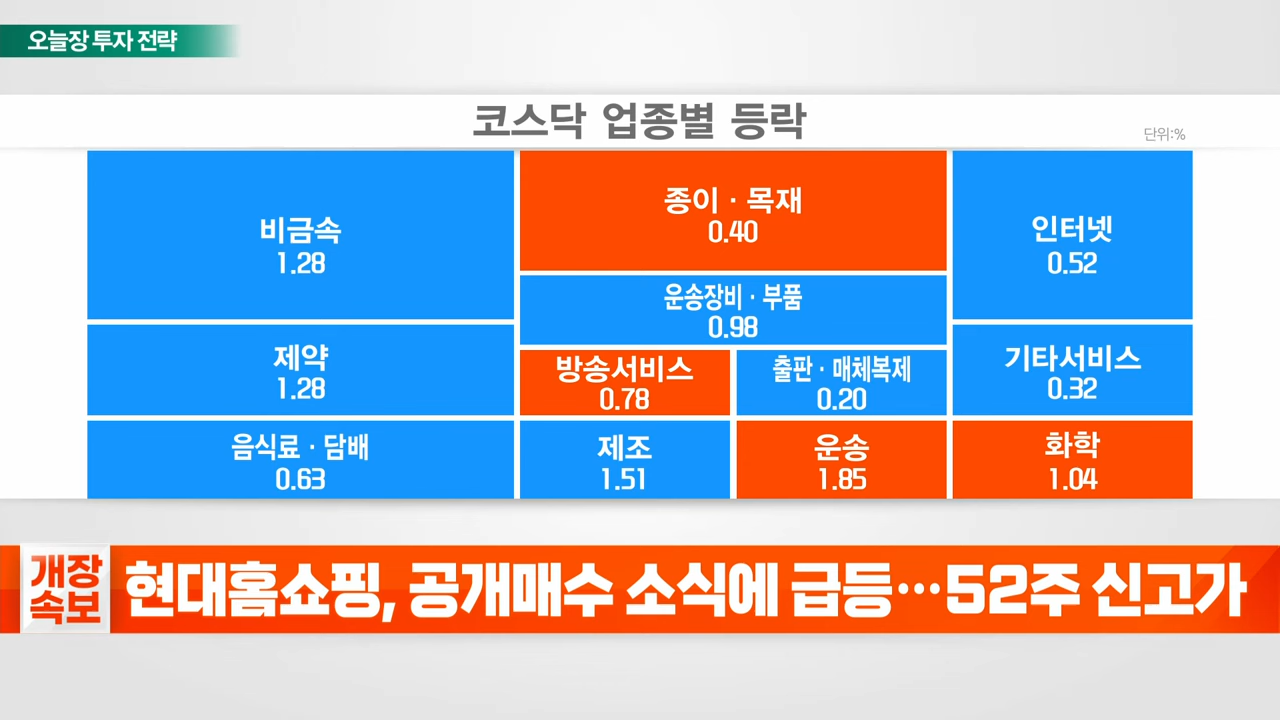 오늘장 투자 전략
코스닥 업종별 등락
단위:%
비금속
1.28
제약
1.28
음식료 · 담배
0.63
종이 · 목재
0.40
운송장비 · 부품
0.98
방송서비스
0.78
출판 · 매체복제
0.20
제조
1.51
운송
1.85
인터넷
0.52
기타서비스
0.32
화학
1.04
개장
속보
현대홈쇼핑, 공개매수 소식에 급등…52주 신고가